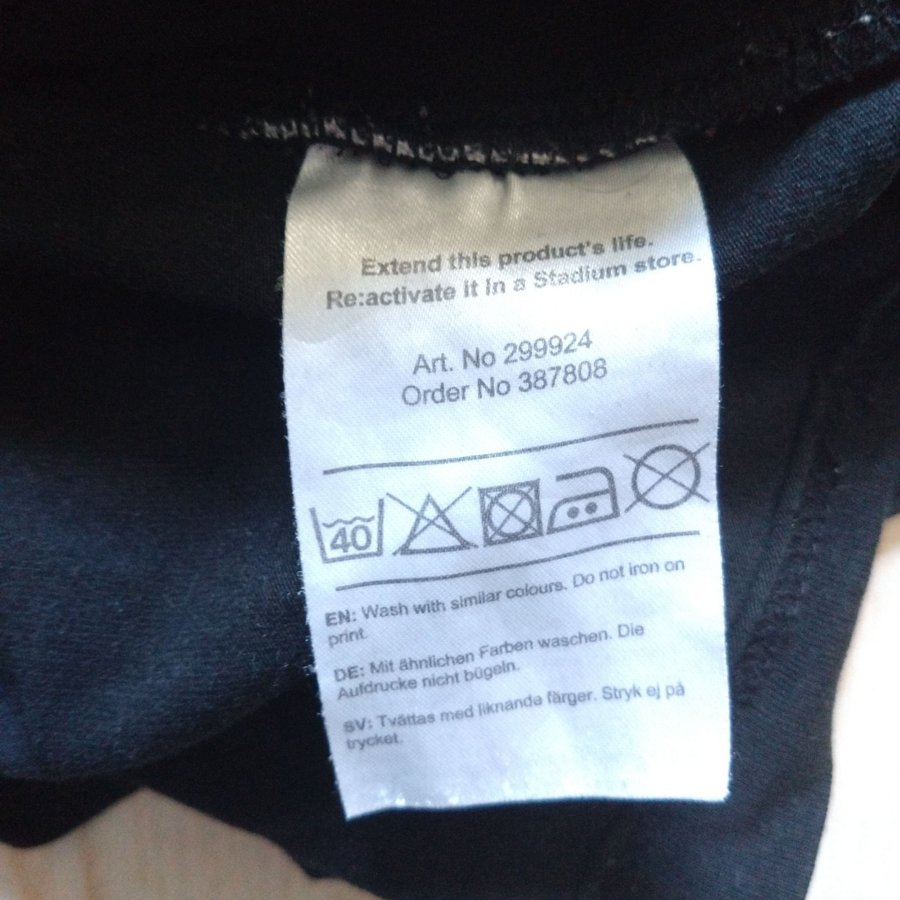 Extend this product's life.
Re:activate it in a Stadium store.
Art. No 299924
Order No 387808
40
EN: Wash with similar colours. Do not iron on
print.
DE: Mit ähnlichen Farben waschen. Die
Aufdrucke nicht bügeln.
SV: Tvättas med liknande färger. Stryk ej på
trycket.